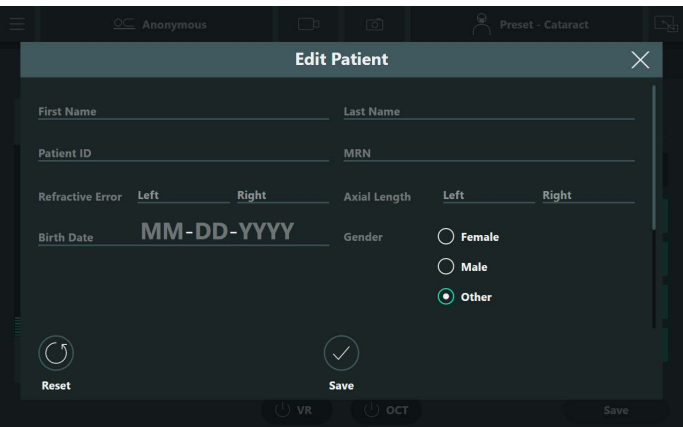 Anonymous Preset - Cataract
Edit Patient
First Name Last Name
Patient ID MRN
Refractive Error Left Right Axial Length Left Right
Birth Date MM-DD-YYYY Gender Female
Male
Other
Reset Save
VR OCT Save